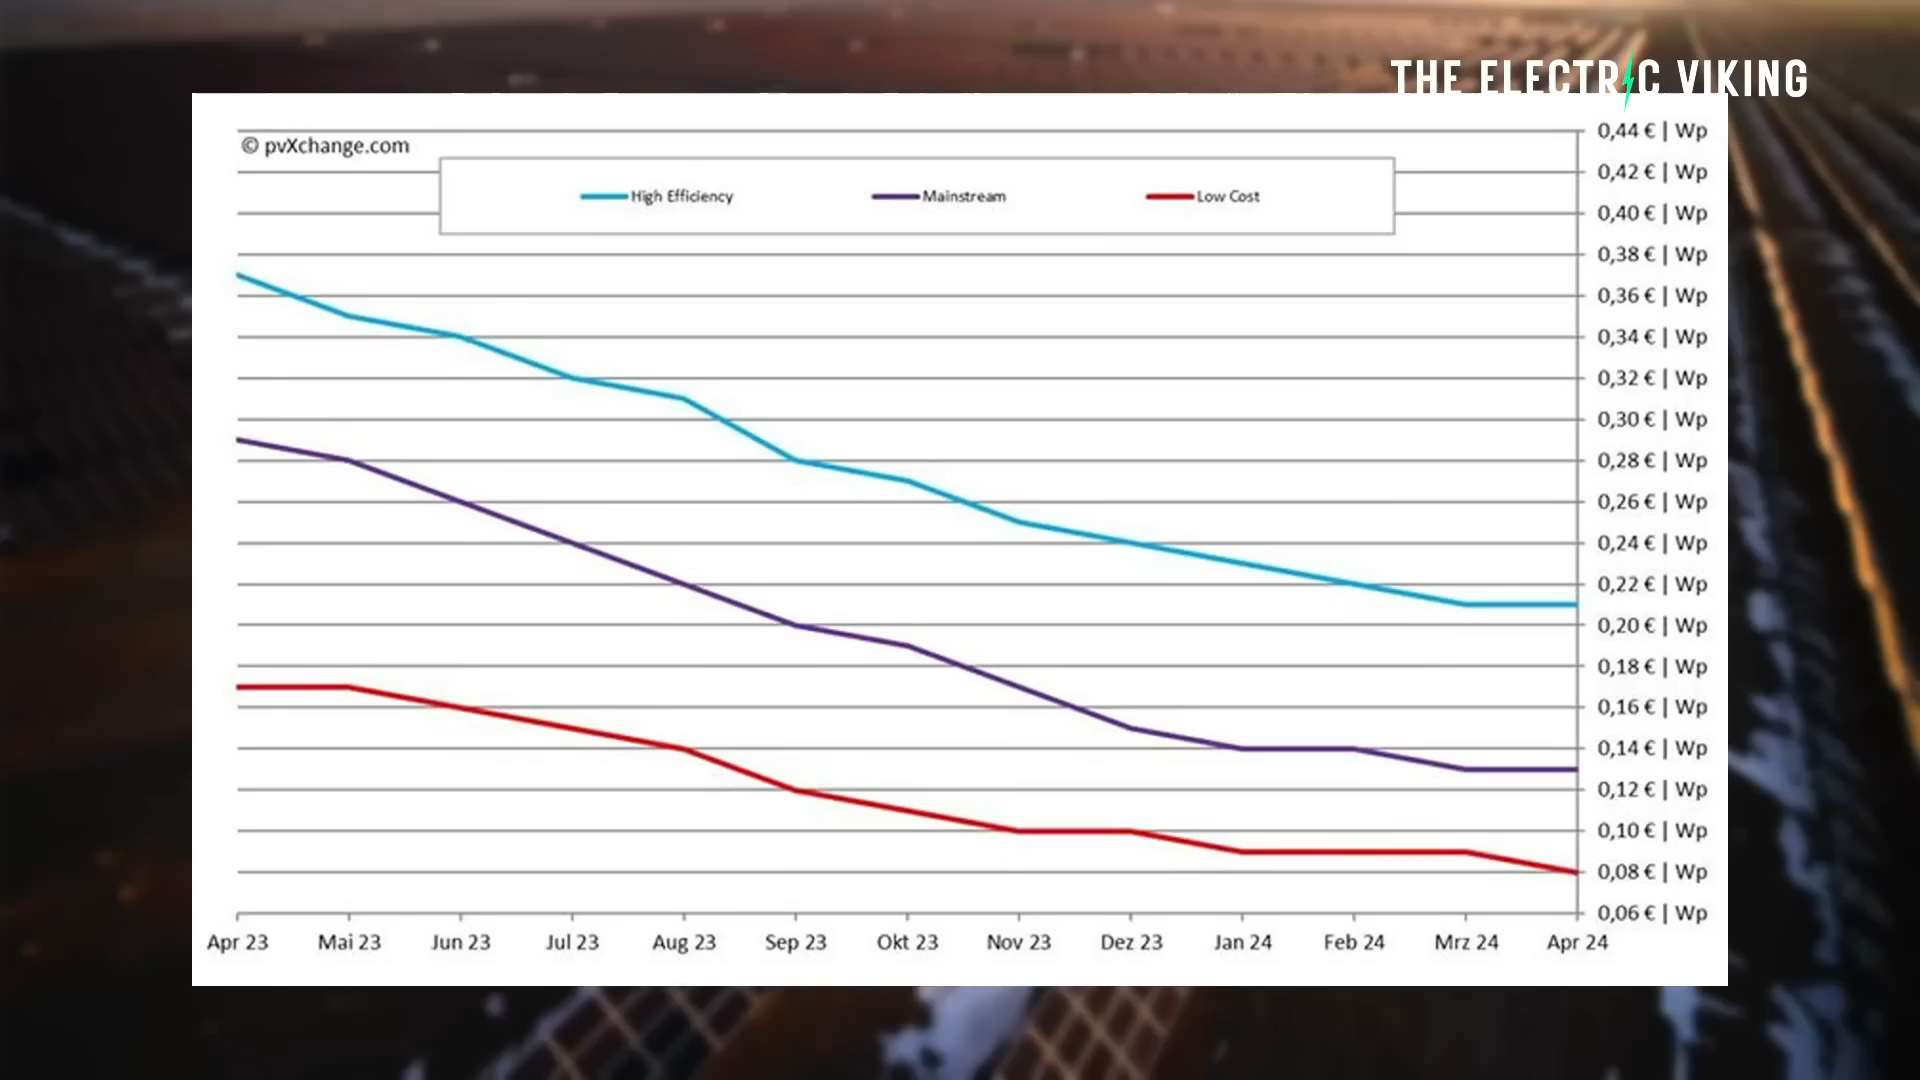 THE ELECTRIC VIKING
© pvXchange.com
High Efficiency
Mainstream
Low Cost
0,44 € | Wp
0,42 € | Wp
0,40 € | Wp
0,38 € | Wp
0,36 € | Wp
0,34 € | Wp
0,32 € | Wp
0,30 € | Wp
0,28 € | Wp
0,26 € | Wp
0,24 € | Wp
0,22 € | Wp
0,20 € | Wp
0,18 € | Wp
0,16 € | Wp
0,14 € | Wp
0,12 € | Wp
0,10 € | Wp
0,08 € | Wp
0,06 € | Wp
Apr 23 Mai 23 Jun 23 Jul 23 Aug 23 Sep 23 Okt 23 Nov 23 Dez 23 Jan 24 Feb 24 Mrz 24 Apr 24